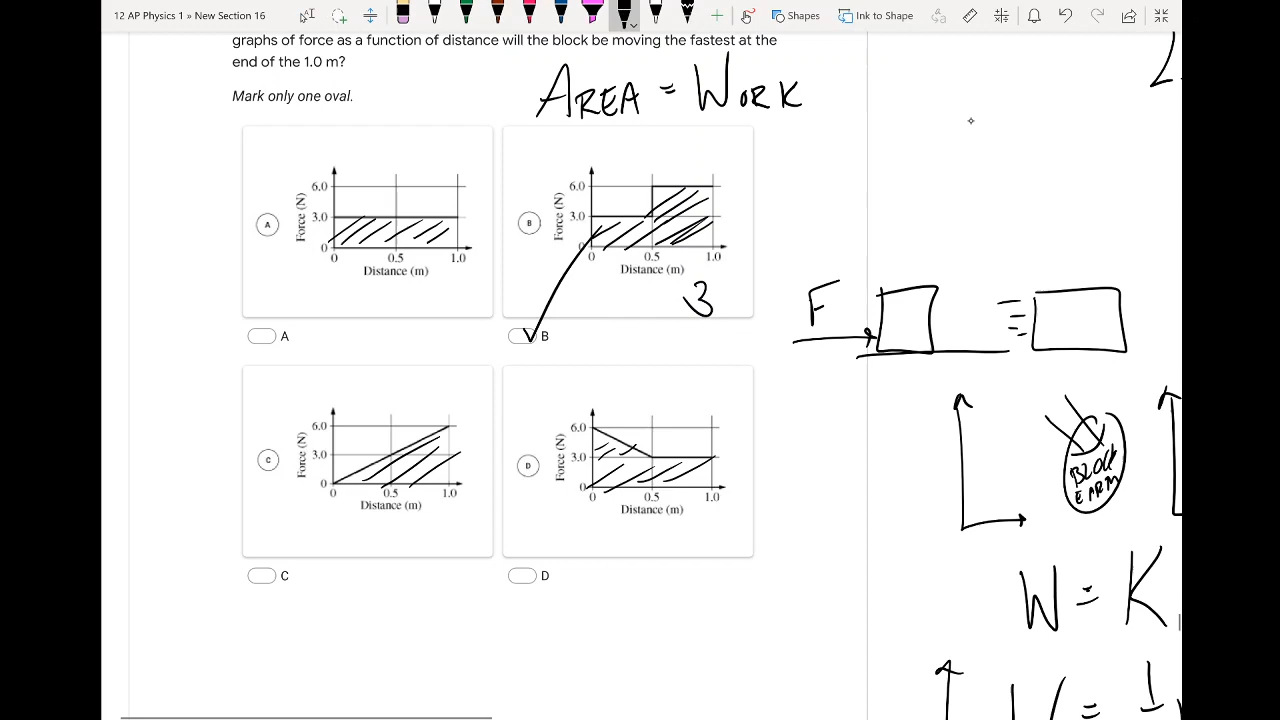 12 AP Physics 1 » New Section 16
Shapes
Ink to Shape
graphs of force as a function of distance will the block be moving the fastest at the
end of the 1.0 m?
AREA = WORK
Mark only one oval.
A
Force (N)
6.0
3.0
0
0 0.5 1.0
Distance (m)
B
Force (N)
6.0
3.0
0
0 0.5 1.0
Distance (m)
3
A
B
F
C
Force (N)
6.0
3.0
0
0 0.5 1.0
Distance (m)
D
Force (N)
6.0
3.0
0
0 0.5 1.0
Distance (m)
C
D
BLOCK
W = K
=
1